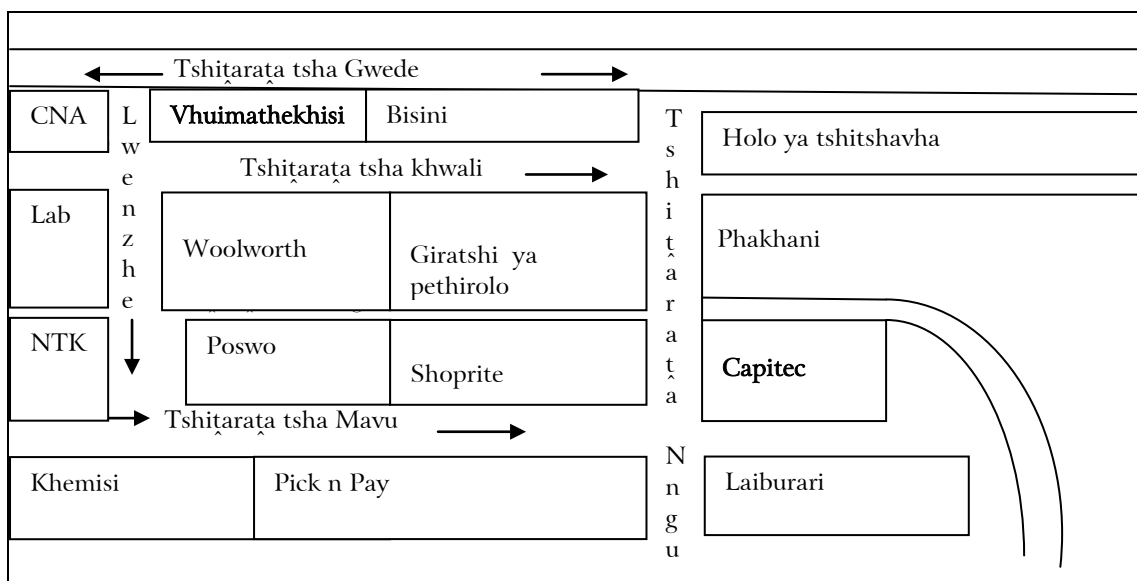 Tshiṱaraṱa tsha Gwede
CNA
Lwenzhe
Vhuimathekhisi
Bisini
Tshiṱaraṱa Nngu
Holo ya tshitshavha
Tshiṱaraṱa tsha khwali
Lab
Woolworth
Giratshi ya
pethirolo
Phakhani
NTK
Poswo
Shoprite
Capitec
Tshiṱaraṱa tsha Mavu
Khemisi
Pick n Pay
Laiburari